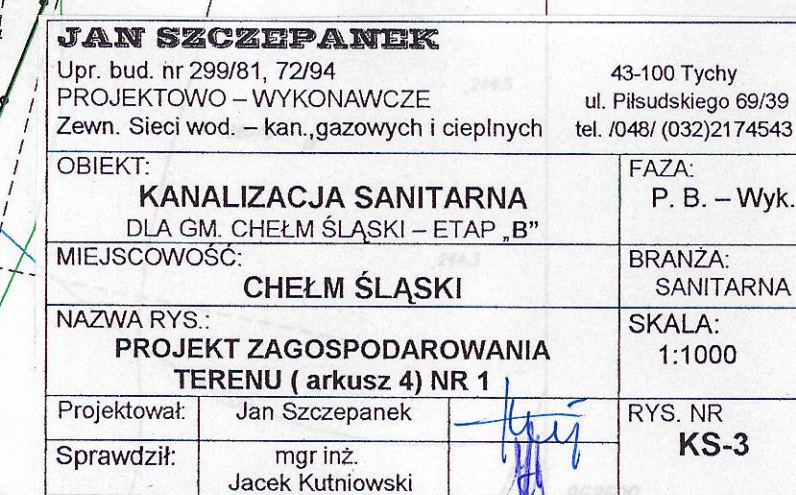 JAN SZCZEPANEK
Upr. bud. nr 299/81, 72/94
43-100 Tychy
PROJEKTOWO – WYKONAWCZE
ul. Piłsudskiego 69/39
Zewn. Sieci wod. – kan.,gazowych i cieplnych
tel. /048/ (032)2174543
OBIEKT:
KANALIZACJA SANITARNA
DLA GM. CHEŁM ŚLĄSKI – ETAP „B”
FAZA:
P. B. – Wyk.
MIEJSCOWOŚĆ:
CHEŁM ŚLĄSKI
BRANŻA:
SANITARNA
NAZWA RYS.:
PROJEKT ZAGOSPODAROWANIA
TERENU ( arkusz 4) NR 1
SKALA:
1:1000
Projektował:
Jan Szczepanek
RYS. NR
KS-3
Sprawdził:
mgr inż.
Jacek Kutniowski